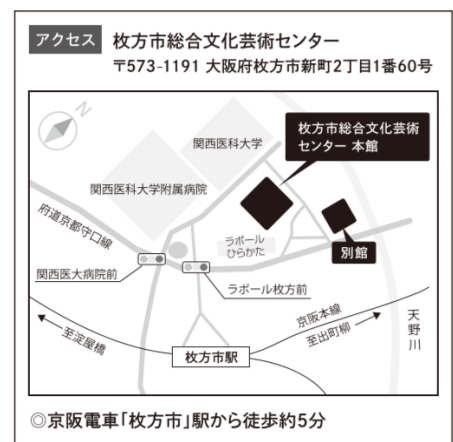 アクセス 枚方市総合文化芸術センター
〒573-1191 大阪府枚方市新町2丁目1番60号
N
関西医科大学
枚方市総合文化芸術
センター 本館
関西医科大学附属病院
府道京都守口線
ラポール
ひらかた
別館
関西医大病院前
ラポール枚方前
京阪本線
至出町柳
天野川
至淀屋橋
枚方市駅
◎京阪電車「枚方市」駅から徒歩約5分